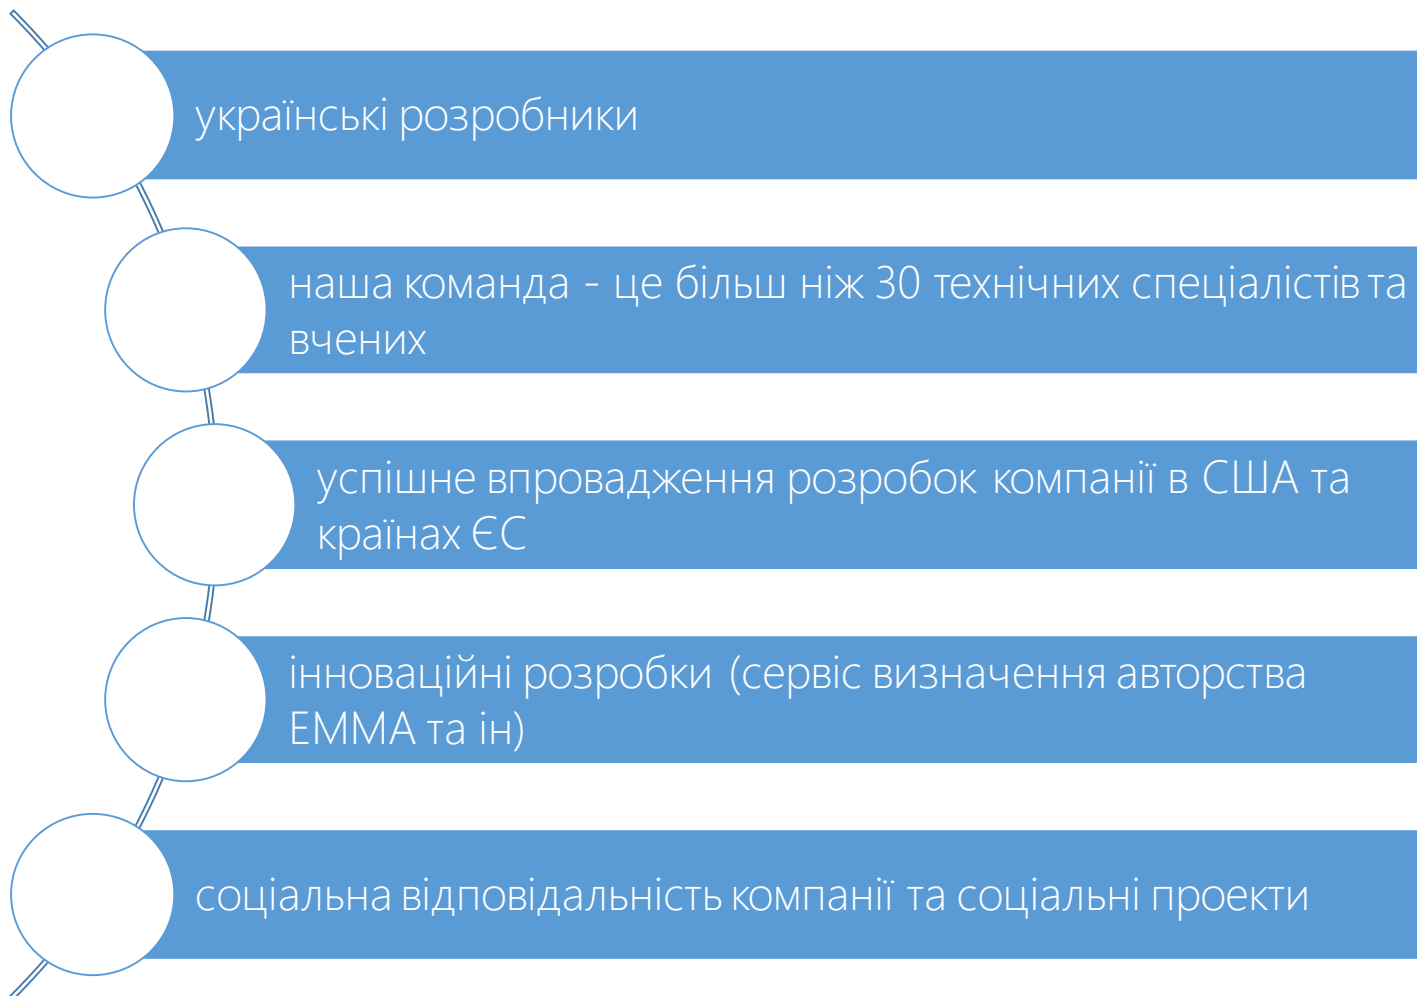 українські розробники
наша команда - це більш ніж 30 технічних спеціалістів та
вчених
успішне впровадження розробок компанії в США та
країнах ЄС
інноваційні розробки (сервіс визначення авторства
ЕММА та ін)
соціальна відповідальність компанії та соціальні проекти